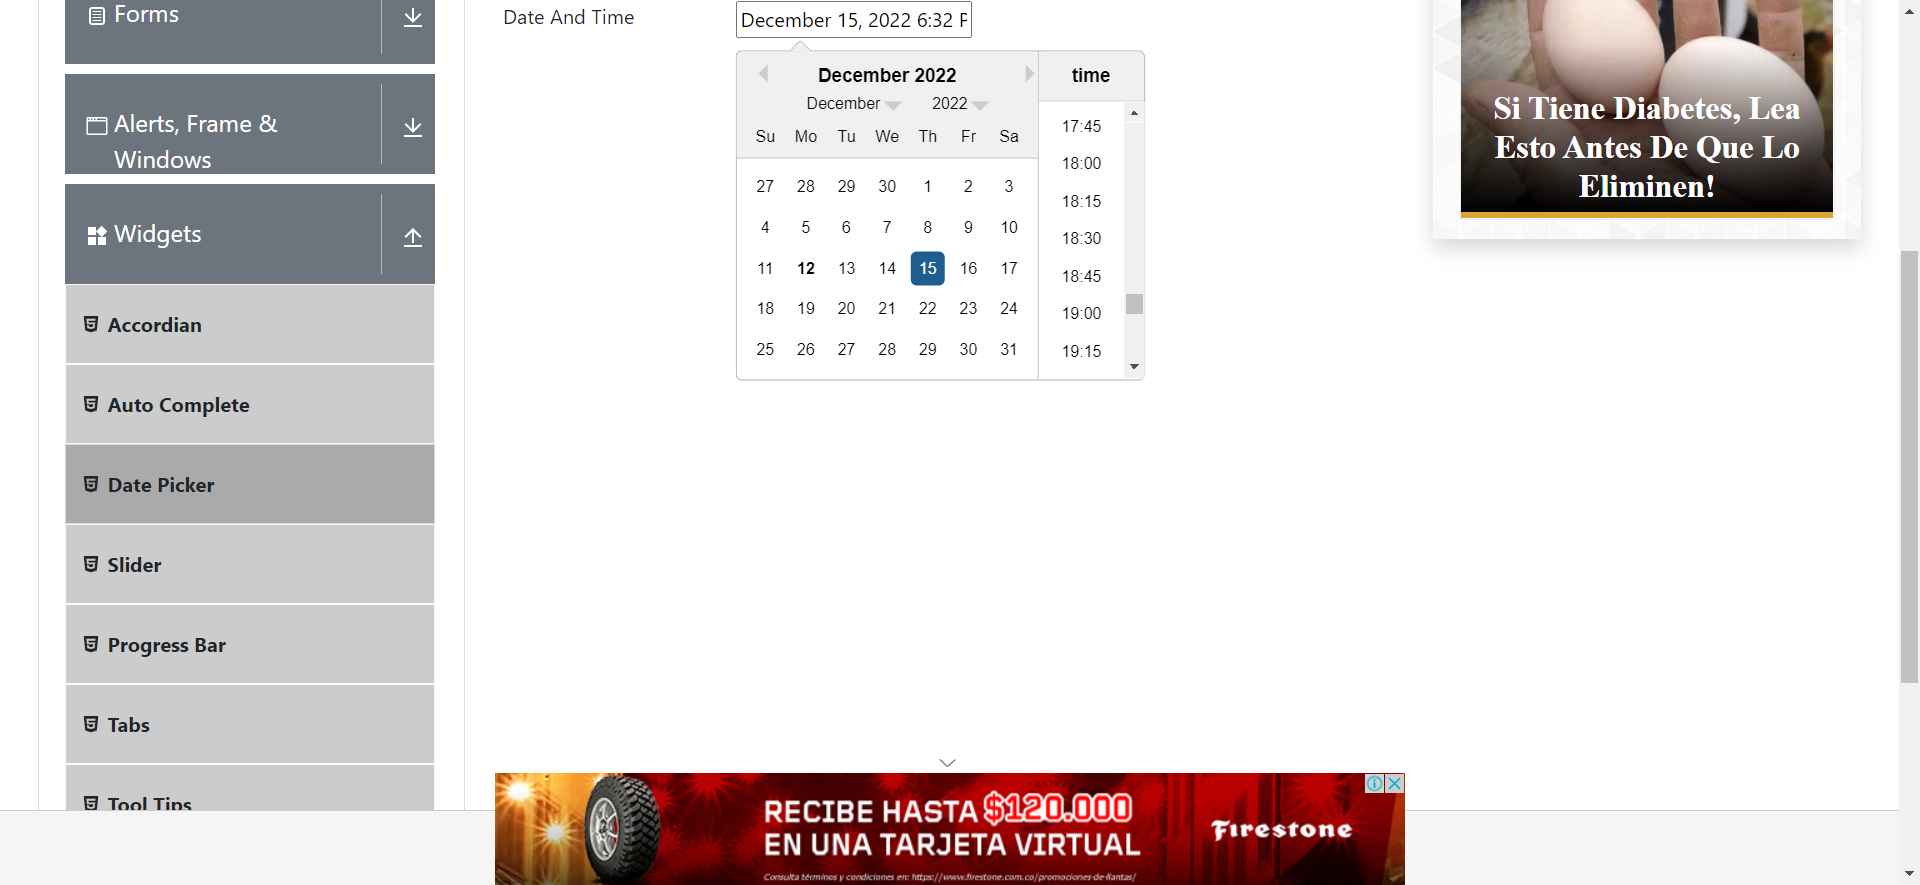 Forms
Alerts, Frame &
Windows
Widgets
Accordian
Auto Complete
Date Picker
Slider
Progress Bar
Tabs
Tool Tips
Date And Time
December 15, 2022 6:32 P
December 2022
December 2022
Su Mo Tu We Th Fr Sa
27 28 29 30 1 2 3
4 5 6 7 8 9 10
11 12 13 14 15 16 17
18 19 20 21 22 23 24
25 26 27 28 29 30 31
time
17:45
18:00
18:15
18:30
18:45
19:00
19:15
Si Tiene Diabetes, Lea
Esto Antes De Que Lo
Eliminen!
RECIBE HASTA $120.000
EN UNA TARJETA VIRTUAL
Consulta términos y condiciones en: https://www.firestone.com.co/promociones-de-llantas/
Firestone